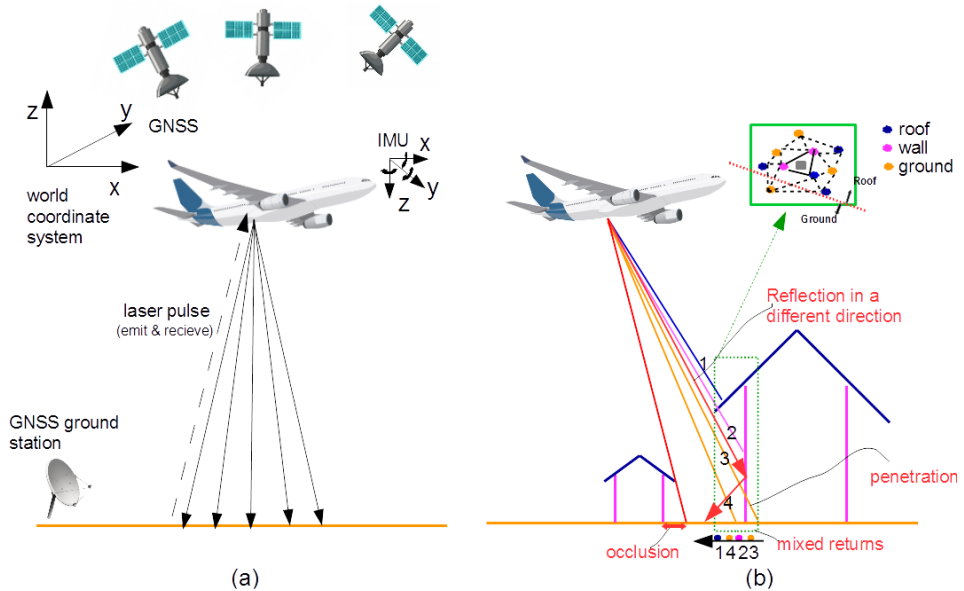 z
y
GNSS
x
world
coordinate
system
IMU
x
y
z
laser pulse
(emit & recieve)
GNSS ground
station
(a)
roof
wall
ground
Roof
Ground
Reflection in a
different direction
1
2
3
4
penetration
occlusion
mixed returns
1423
(b)